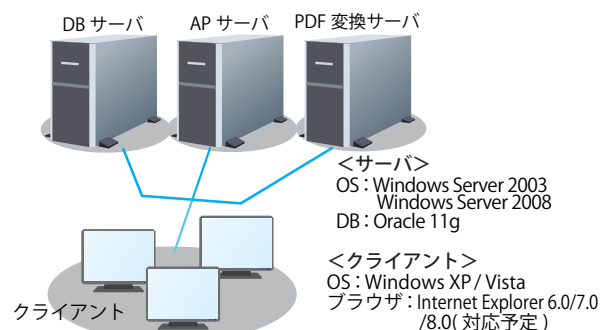 DB サーバ
AP サーバ
PDF 変換サーバ
＜サーバ＞
OS：Windows Server 2003
Windows Server 2008
DB：Oracle 11g
＜クライアント＞
OS：Windows XP / Vista
ブラウザ：Internet Explorer 6.0/7.0
/8.0( 対応予定 )
クライアント